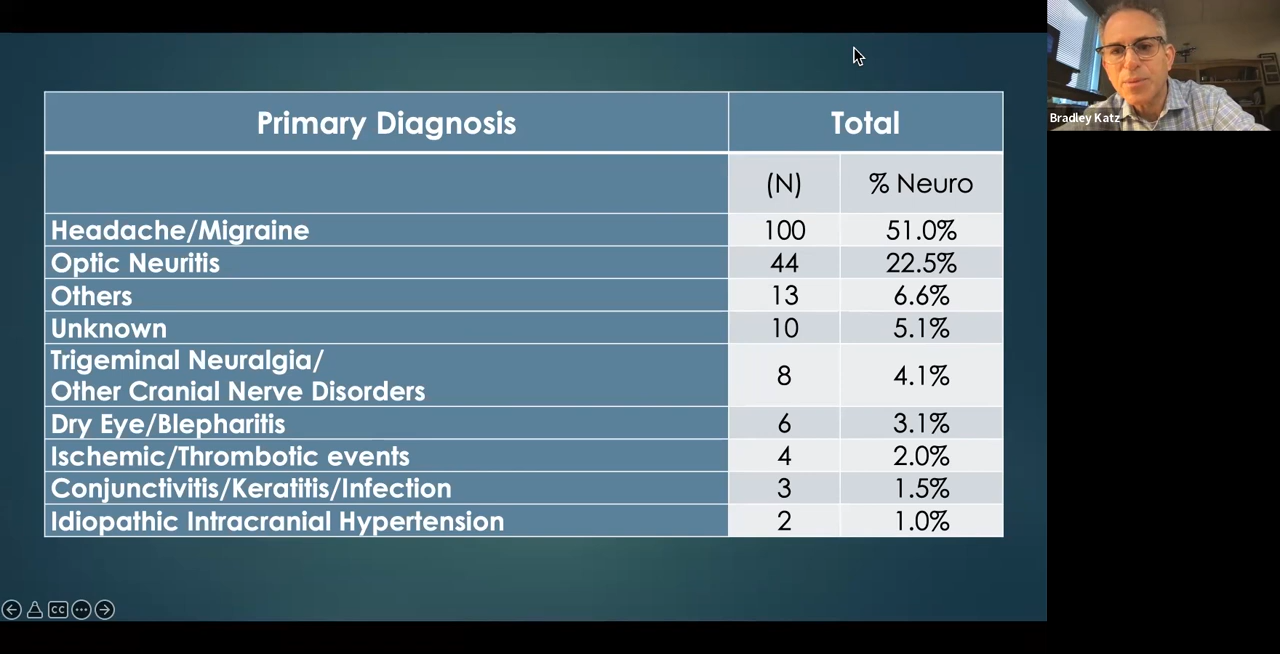 Primary Diagnosis Total
(N) % Neuro
Headache/Migraine 100 51.0%
Optic Neuritis 44 22.5%
Others 13 6.6%
Unknown 10 5.1%
Trigeminal Neuralgia/
Other Cranial Nerve Disorders 8 4.1%
Dry Eye/Blepharitis 6 3.1%
Ischemic/Thrombotic events 4 2.0%
Conjunctivitis/Keratitis/Infection 3 1.5%
Idiopathic Intracranial Hypertension 2 1.0%
Bradley Katz
CC